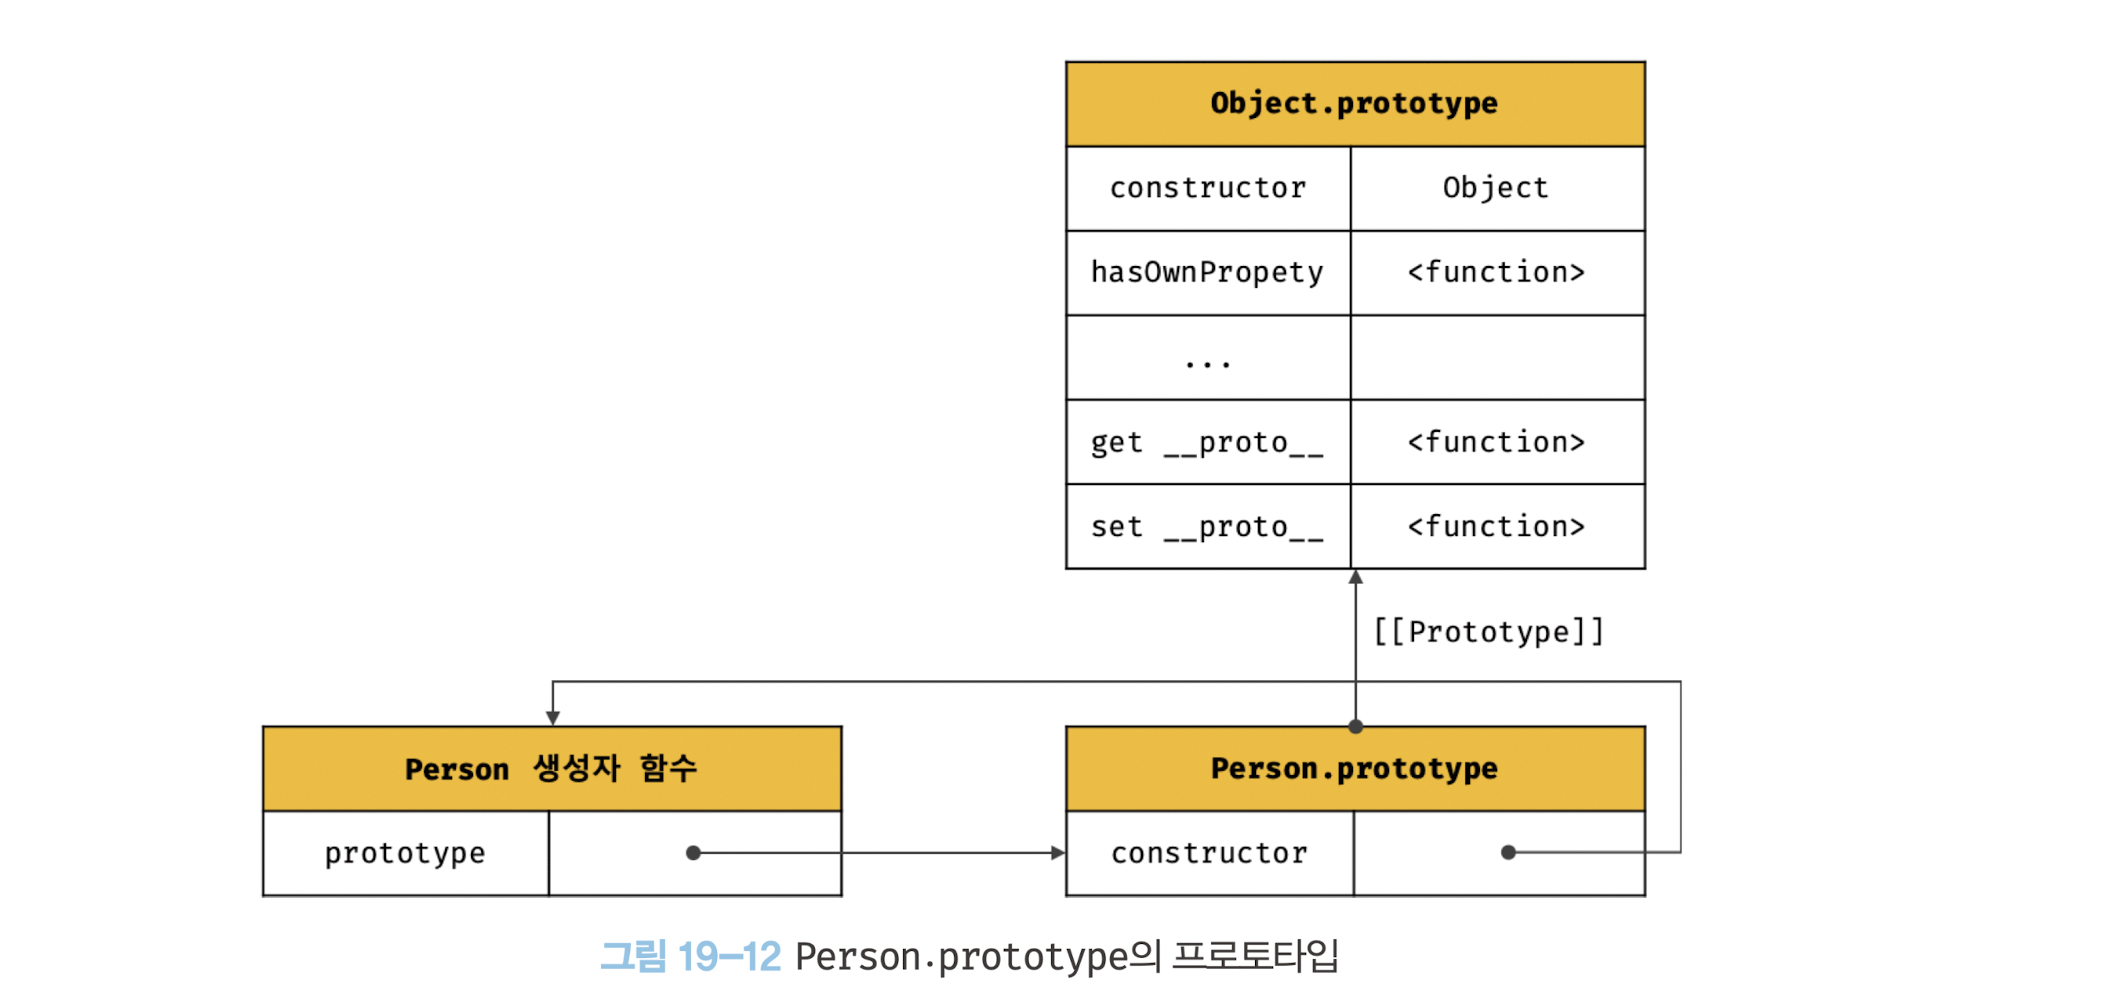 Object.prototype
constructor Object
hasOwnPropety <function>
...
get __proto__ <function>
set __proto__ <function>
[[Prototype]]
Person 생성자 함수
prototype
Person.prototype
constructor
그림 19-12 Person.prototype의 프로토타입